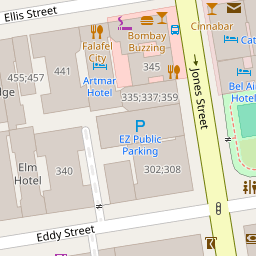 Ellis Street
Cinnabar
Falafel
City
Bombay
Buzzing
441
455;457
Artmar
Hotel
345
Cat
Bel Air
Hotel
335;337;359
Jones Street
EZ Public
Parking
Elm
Hotel
340
302;308
Eddy Street